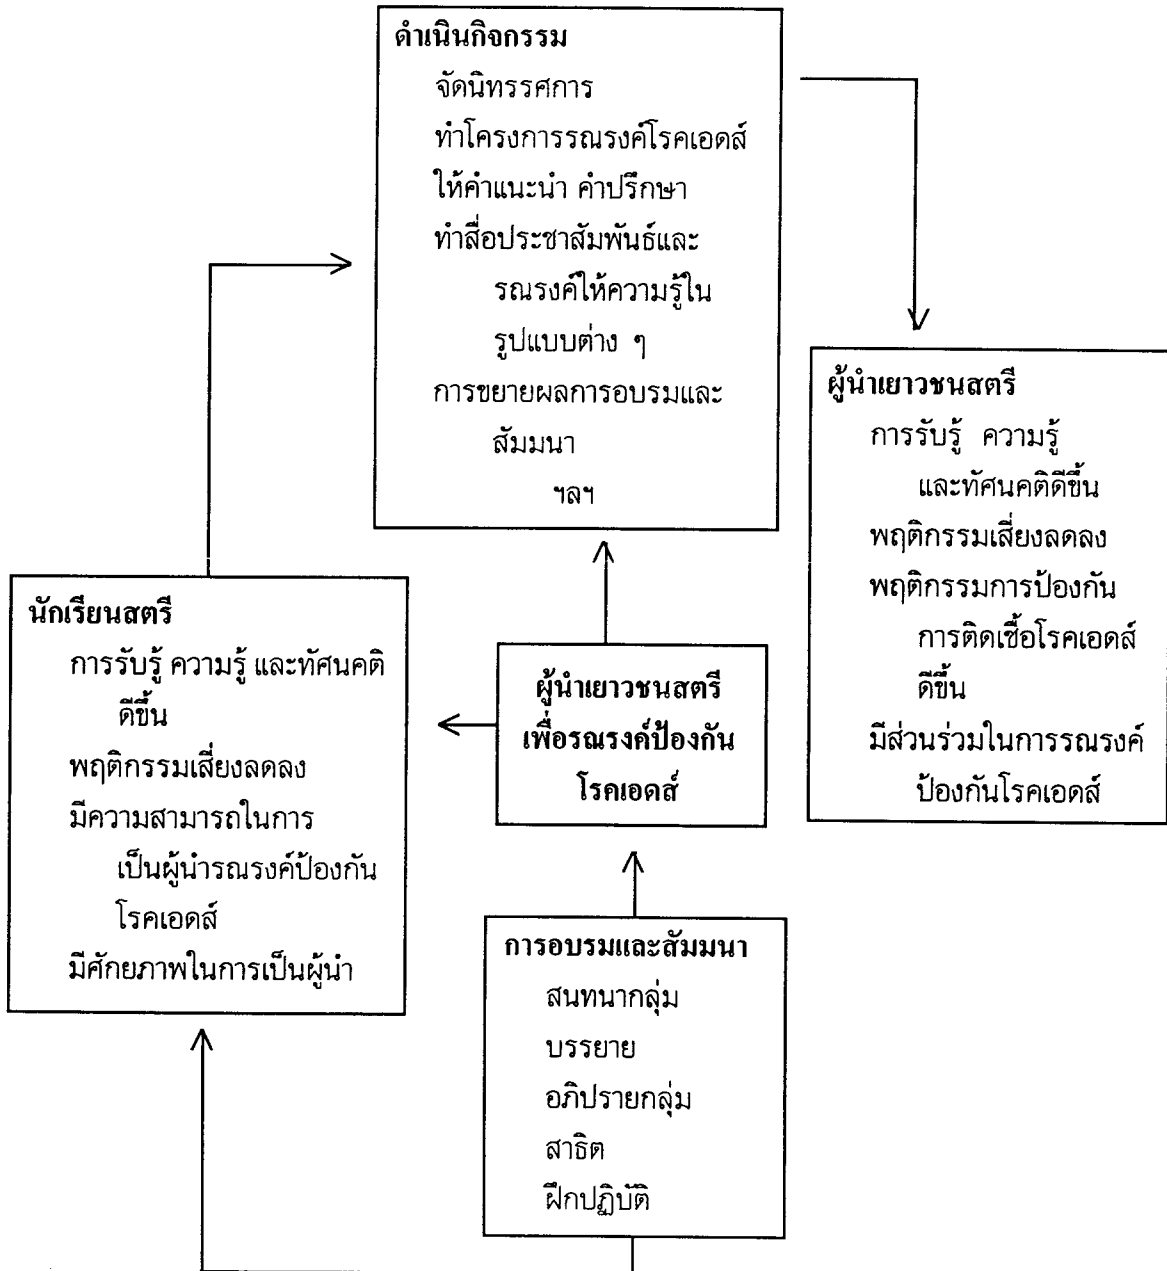 ดำเนินกิจกรรม
จัดนิทรรศการ
ทำโครงการรณรงค์โรคเอดส์
ให้คำแนะนำ คำปรึกษา
ทำสื่อประชาสัมพันธ์และ
รณรงค์ให้ความรู้ใน
รูปแบบต่าง ๆ
การขยายผลการอบรมและ
สัมมนา
ฯลฯ
ผู้นำเยาวชนสตรี
การรับรู้ ความรู้
และทัศนคติดีขึ้น
พฤติกรรมเสี่ยงลดลง
พฤติกรรมการป้องกัน
การติดเชื้อโรคเอดส์
ดีขึ้น
มีส่วนร่วมในการรณรงค์
ป้องกันโรคเอดส์
นักเรียนสตรี
การรับรู้ ความรู้ และทัศนคติ
ดีขึ้น
พฤติกรรมเสี่ยงลดลง
มีความสามารถในการ
เป็นผู้นำรณรงค์ป้องกัน
โรคเอดส์
มีศักยภาพในการเป็นผู้นำ
ผู้นำเยาวชนสตรี
เพื่อรณรงค์ป้องกัน
โรคเอดส์
การอบรมและสัมมนา
สนทนากลุ่ม
บรรยาย
อภิปรายกลุ่ม
สาธิต
ฝึกปฏิบัติ